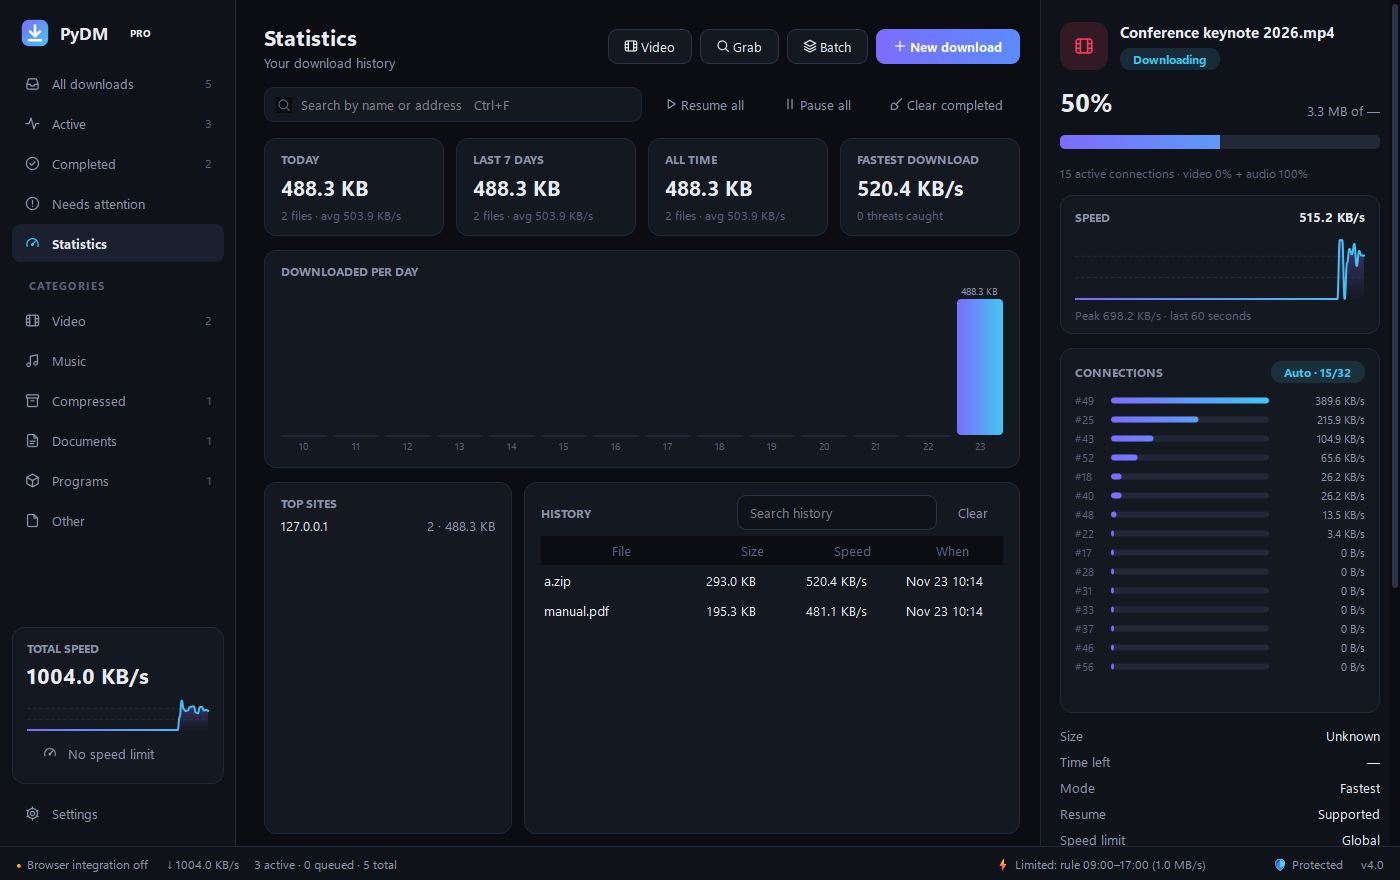 PyDM PRO
All downloads 5
Active 3
Completed 2
Needs attention
Statistics
CATEGORIES
Video 2
Music
Compressed 1
Documents 1
Programs 1
Other
TOTAL SPEED
1004.0 KB/s
No speed limit
Settings
Statistics
Your download history
Video
Grab
Batch
New download
Search by name or address Ctrl+F
Resume all
Pause all
Clear completed
TODAY
488.3 KB
2 files · avg 503.9 KB/s
LAST 7 DAYS
488.3 KB
2 files · avg 503.9 KB/s
ALL TIME
488.3 KB
2 files · avg 503.9 KB/s
FASTEST DOWNLOAD
520.4 KB/s
0 threats caught
DOWNLOADED PER DAY
488.3 KB
10 11 12 13 14 15 16 17 18 19 20 21 22 23
TOP SITES
127.0.0.1 2 · 488.3 KB
HISTORY
Search history
Clear
File Size Speed When
a.zip 293.0 KB 520.4 KB/s Nov 23 10:14
manual.pdf 195.3 KB 481.1 KB/s Nov 23 10:14
Conference keynote 2026.mp4
Downloading
50% 3.3 MB of —
15 active connections · video 0% + audio 100%
SPEED 515.2 KB/s
Peak 698.2 KB/s · last 60 seconds
CONNECTIONS Auto · 15/32
#49 389.6 KB/s
#25 215.9 KB/s
#43 104.9 KB/s
#52 65.6 KB/s
#18 26.2 KB/s
#40 26.2 KB/s
#48 13.5 KB/s
#22 3.4 KB/s
#17 0 B/s
#28 0 B/s
#31 0 B/s
#33 0 B/s
#37 0 B/s
#46 0 B/s
#56 0 B/s
Size Unknown
Time left —
Mode Fastest
Resume Supported
Speed limit Global
Browser integration off ↓ 1004.0 KB/s 3 active · 0 queued · 5 total Limited: rule 09:00–17:00 (1.0 MB/s) Protected v4.0